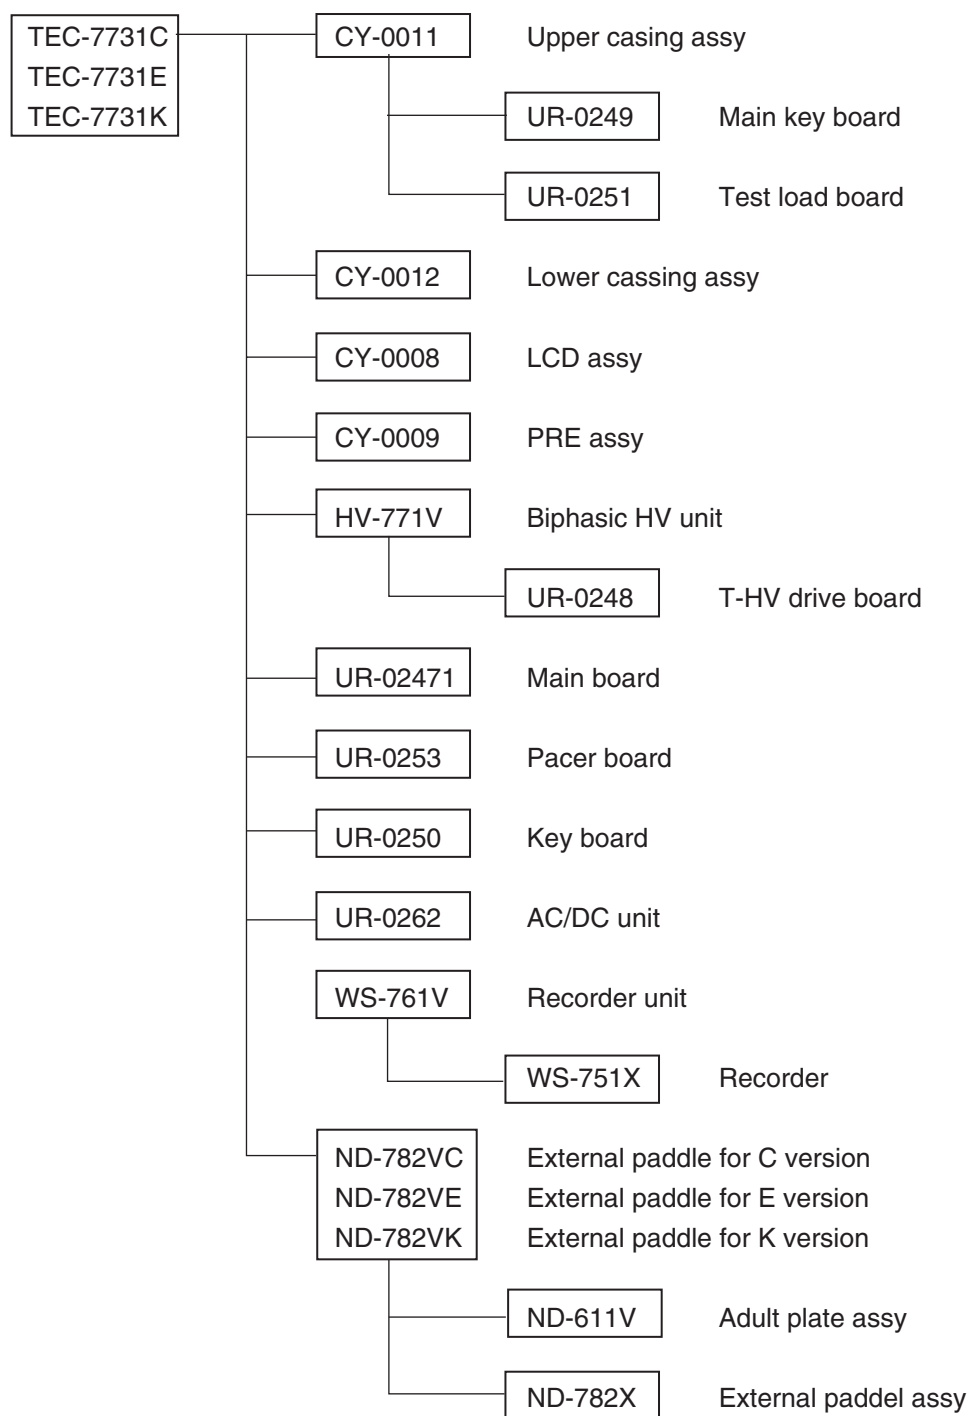 TEC-7731C CY-0011 Upper casing assy
TEC-7731E
TEC-7731K UR-0249 Main key board
UR-0251 Test load board
CY-0012 Lower cassing assy
CY-0008 LCD assy
CY-0009 PRE assy
HV-771V Biphasic HV unit
UR-0248 T-HV drive board
UR-02471 Main board
UR-0253 Pacer board
UR-0250 Key board
UR-0262 AC/DC unit
WS-761V Recorder unit
WS-751X Recorder
ND-782VC External paddle for C version
ND-782VE External paddle for E version
ND-782VK External paddle for K version
ND-611V Adult plate assy
ND-782X External paddel assy